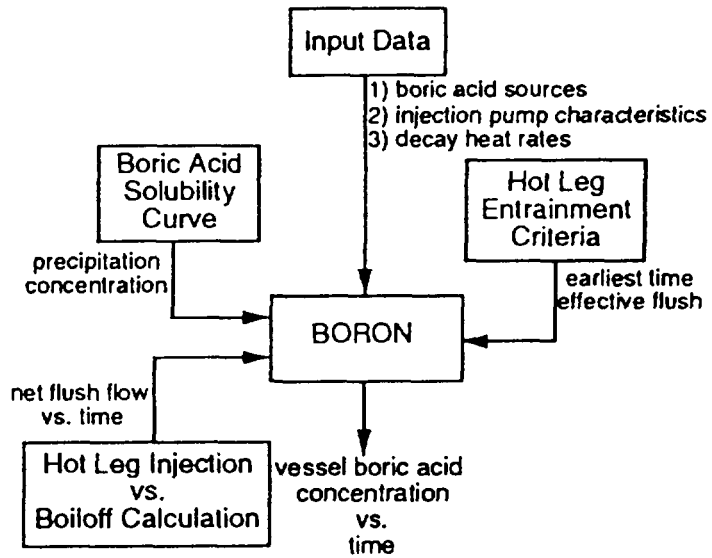 Input Data
1) boric acid sources
2) injection pump characteristics
3) decay heat rates
Boric Acid
Solubility
Curve
Hot Leg
Entrainment
Criteria
precipitation
concentration
earliest time
effective flush
BORON
net flush flow
vs. time
Hot Leg Injection
vs.
Boiloff Calculation
vessel boric acid
concentration
vs.
time